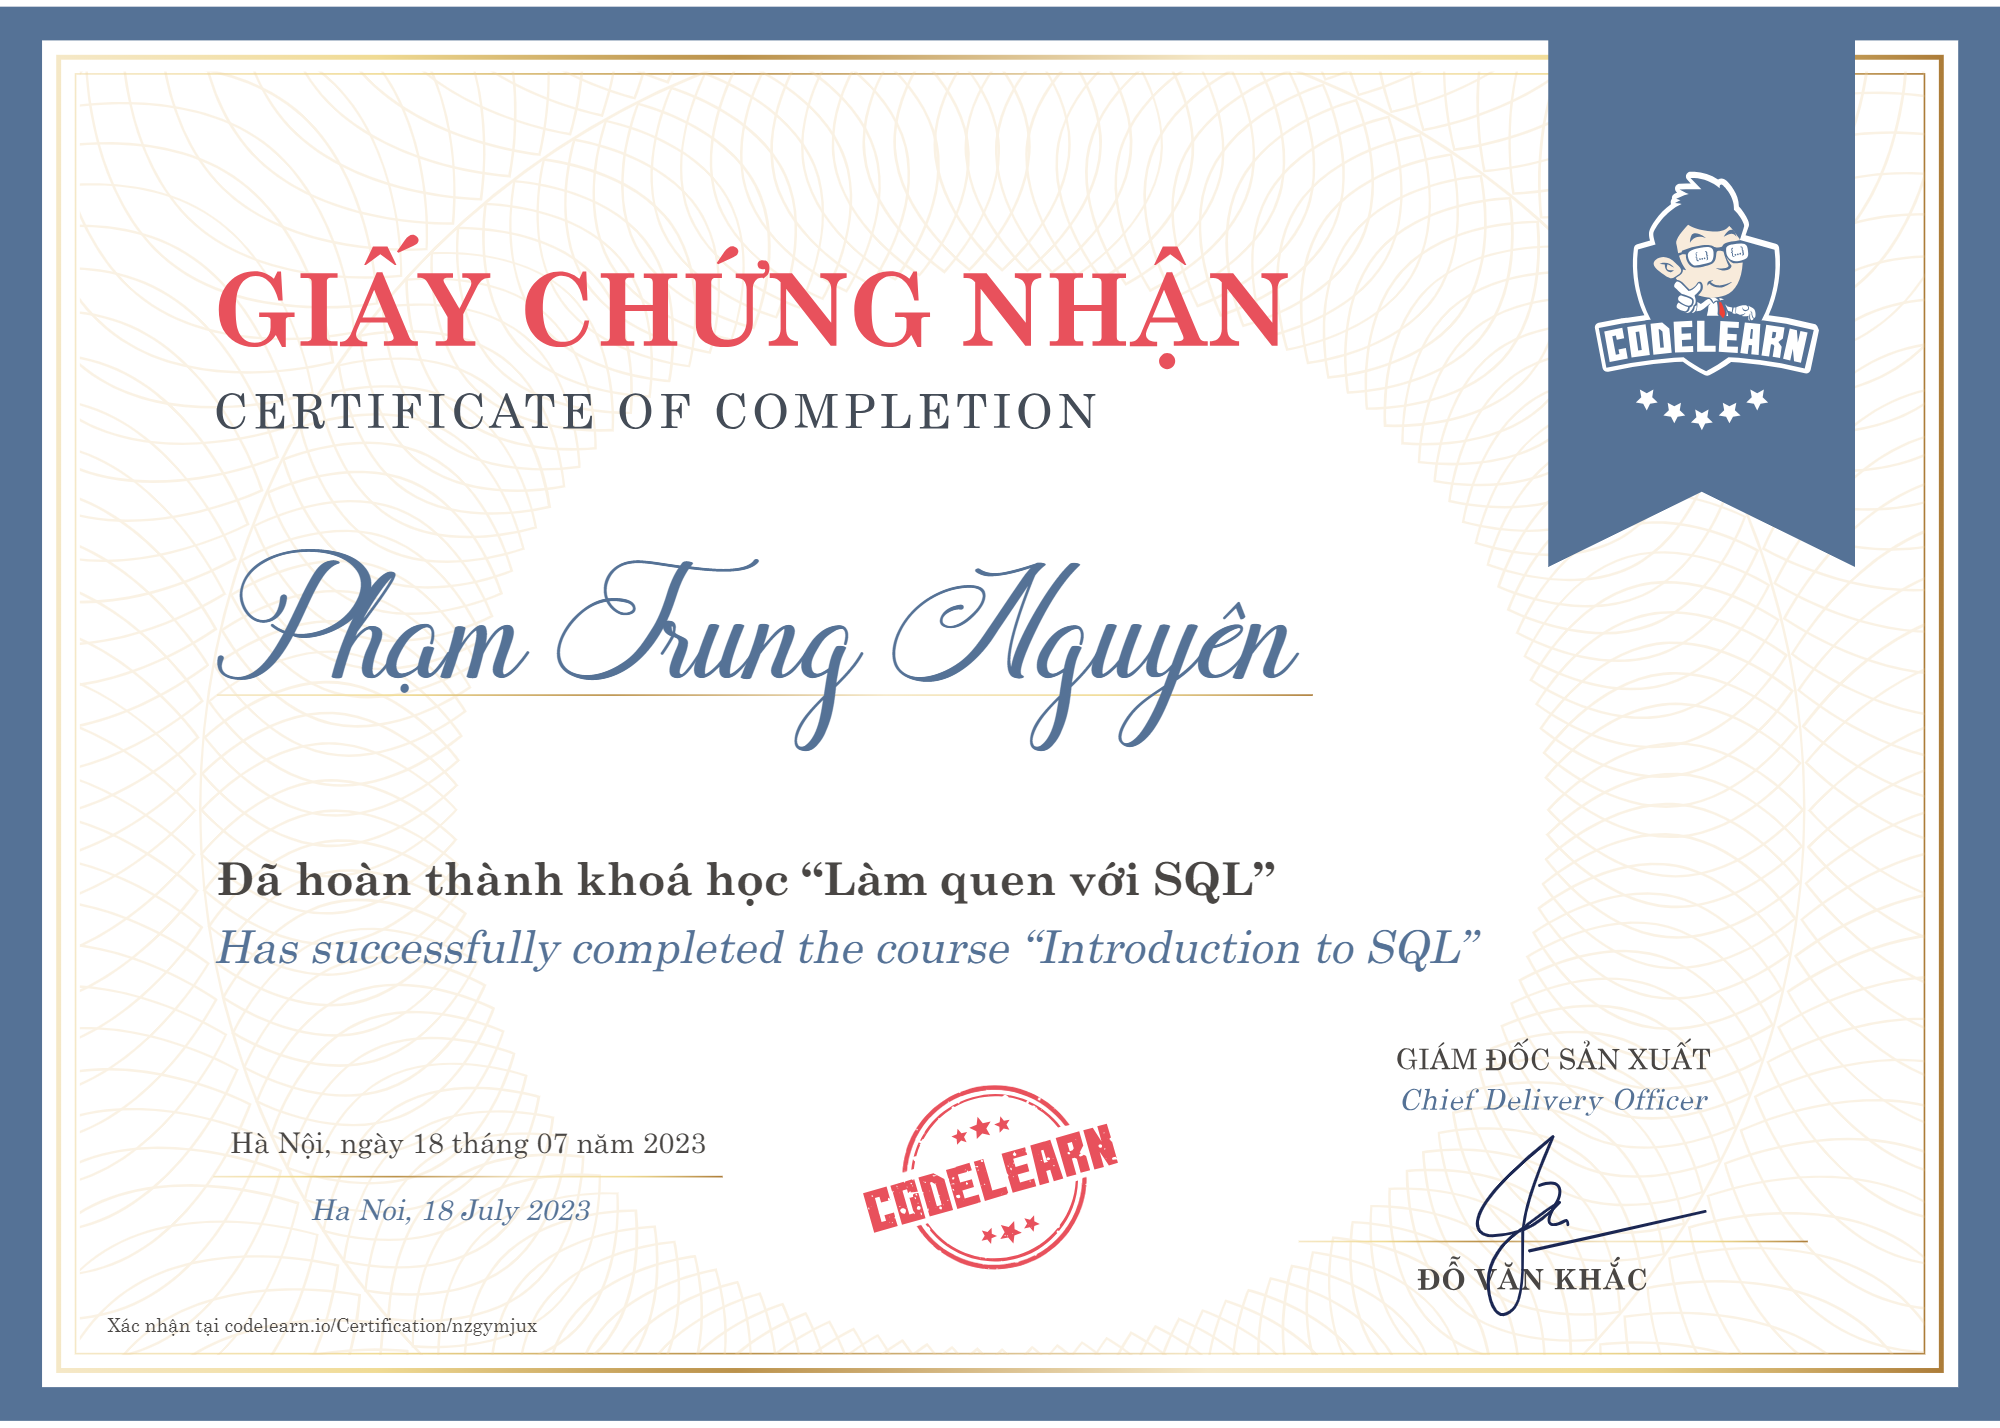 GIẤY CHỨNG NHẬN
CERTIFICATE OF COMPLETION
{...} {...}
CODELEARN
Phạm Trung Nguyên
Đã hoàn thành khoá học “Làm quen với SQL”
Has successfully completed the course “Introduction to SQL”
GIÁM ĐỐC SẢN XUẤT
Chief Delivery Officer
Hà Nội, ngày 18 tháng 07 năm 2023
Ha Noi, 18 July 2023
CODELEARN
ĐỖ VĂN KHẮC
Xác nhận tại codelearn.io/Certification/nzgymjux